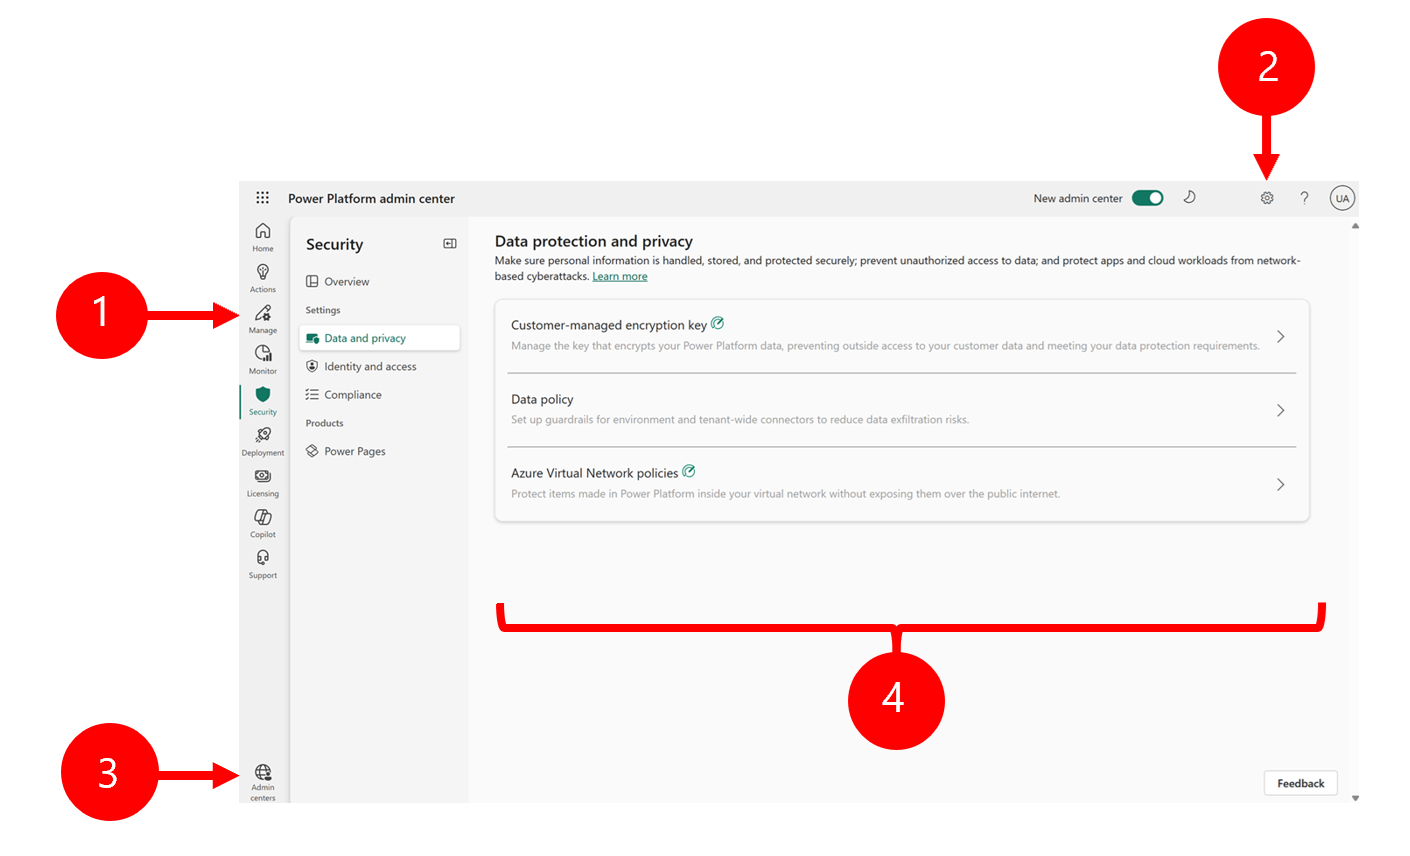 2
Power Platform admin center
New admin center
?
UA
Home
Actions
Manage
Monitor
Security
Deployment
Licensing
Copilot
Support
Admin
centers
Security
Overview
Settings
Data and privacy
Identity and access
Compliance
Products
Power Pages
Data protection and privacy
Make sure personal information is handled, stored, and protected securely; prevent unauthorized access to data; and protect apps and cloud workloads from network-
based cyberattacks. Learn more
Customer-managed encryption key
Manage the key that encrypts your Power Platform data, preventing outside access to your customer data and meeting your data protection requirements.
Data policy
Set up guardrails for environment and tenant-wide connectors to reduce data exfiltration risks.
Azure Virtual Network policies
Protect items made in Power Platform inside your virtual network without exposing them over the public internet.
1
4
3
Feedback